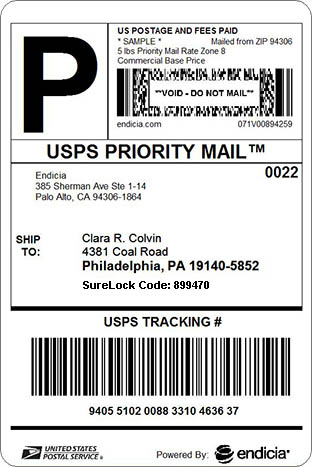 P
US POSTAGE AND FEES PAID
* SAMPLE * Mailed from ZIP 94306
5 lbs Priority Mail Rate Zone 8
Commercial Base Price
**VOID - DO NOT MAIL**
endicia.com 071V00894259
USPS PRIORITY MAIL™
Endicia 0022
385 Sherman Ave Ste 1-14
Palo Alto, CA 94306-1864
SHIP TO:
Clara R. Colvin
4381 Coal Road
Philadelphia, PA 19140-5852
SureLock Code: 899470
USPS TRACKING #
9405 5102 0088 3310 4636 37
UNITED STATES
POSTAL SERVICE®
Powered By: endicia®